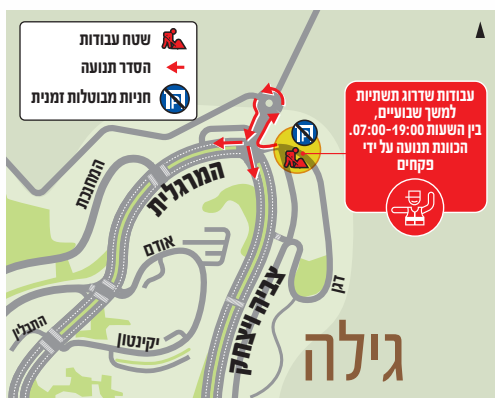 שטח עבודות
הסדר תנועה
חניות מבוטלות זמנית
עבודות שדרוג תשתיות
למשך שבועיים,
בין השעות 07:00-19:00.
הכוונת תנועה על ידי
פקחים
המחוגת
המרגלית
אודם
צביה ויצחק
דגן
יקינטון
התבלין
גילה